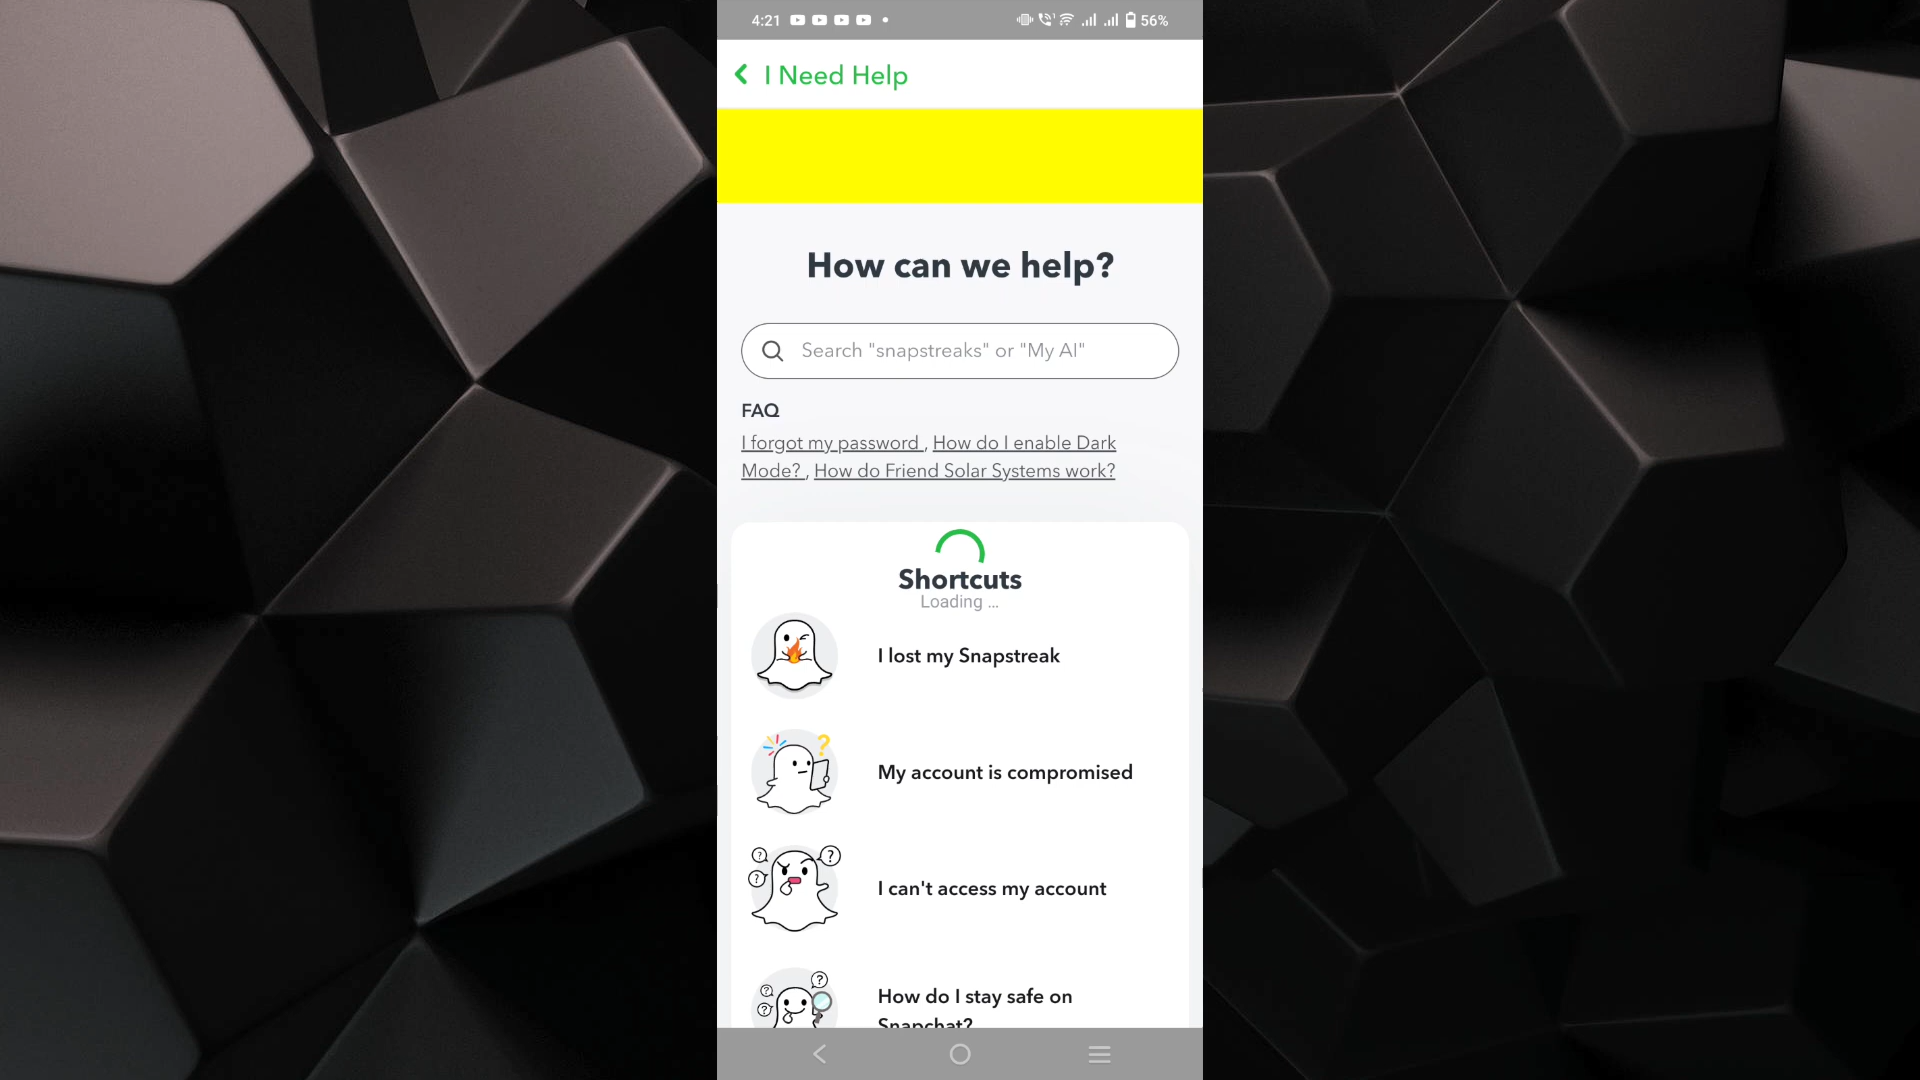 4:21 56%
I Need Help
How can we help?
Search "snapstreaks" or "My AI"
FAQ
I forgot my password , How do I enable Dark
Mode? , How do Friend Solar Systems work?
Shortcuts
Loading ...
I lost my Snapstreak
?
My account is compromised
? ?
?
I can't access my account
?
?
?
How do I stay safe on
Snapchat?